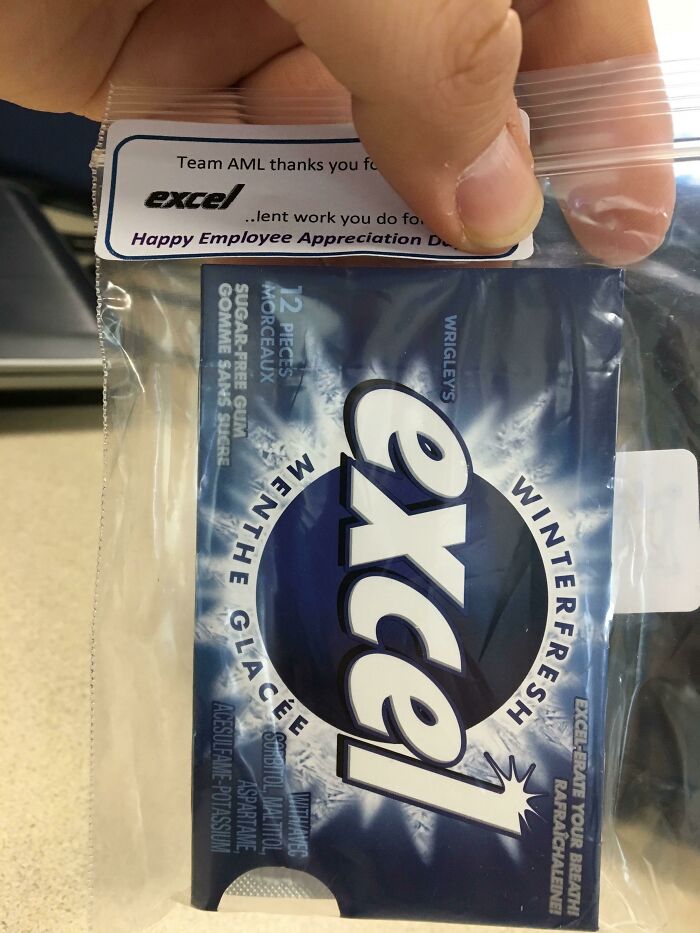 Team AML thanks you fo
excel
..lent work you do fo
Happy Employee Appreciation D
WRIGLEY'S
excel
WINTERFRESH
MENTHE GLACÉE
12 PIECES
MORCEAUX
SUGAR-FREE GUM
GOMME SANS SUCRE
EXCEL-ERATE YOUR BREATH!
RAFRAÎCHALEINE!
WITH/AVEC
SORBITOL, MALTITOL,
ASPARTAME,
ACESULFAME-POTASSIUM